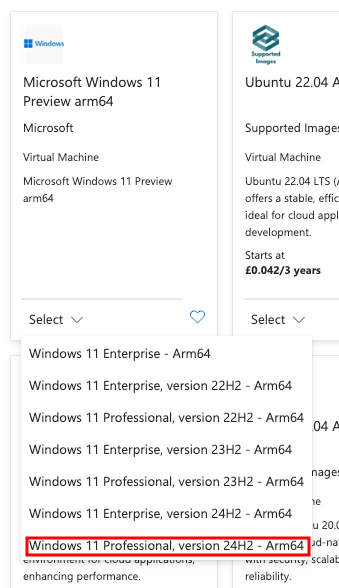 Windows
Microsoft Windows 11
Preview arm64
Microsoft
Virtual Machine
Microsoft Windows 11 Preview
arm64
Select
Supported
Images
Ubuntu 22.04 A
Supported Images
Virtual Machine
Ubuntu 22.04 LTS (A
offers a stable, effic
ideal for cloud appl
development.
Starts at
£0.042/3 years
Select
Windows 11 Enterprise - Arm64
Windows 11 Enterprise, version 22H2 - Arm64
Windows 11 Professional, version 22H2 - Arm64
Windows 11 Enterprise, version 23H2 - Arm64
Windows 11 Professional, version 23H2 - Arm64
Windows 11 Enterprise, version 24H2 - Arm64
Windows 11 Professional, version 24H2 - Arm64
environment for cloud applications,
enhancing performance.
.04 A
mages
ne
u 20.0
ud-nat
with security, scalab
reliability.